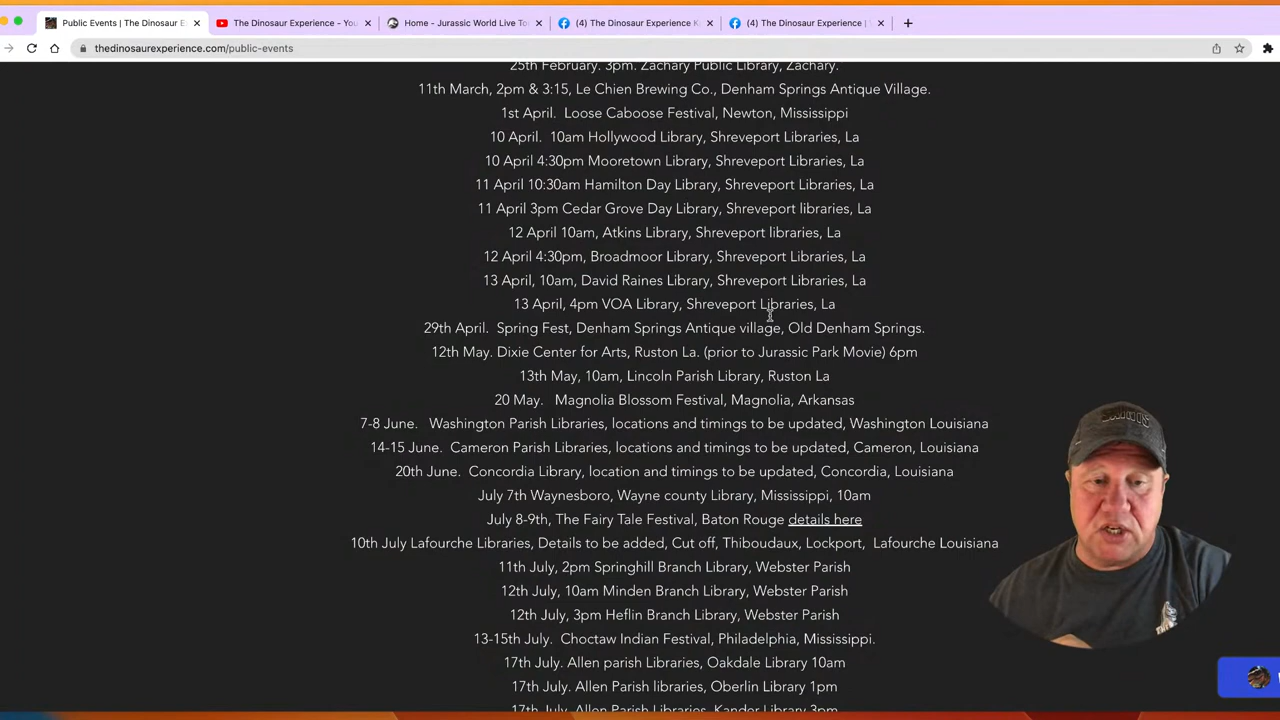 Public Events | The Dinosaur E
The Dinosaur Experience - You
Home - Jurassic World Live To
(4) The Dinosaur Experience K
(4) The Dinosaur Experience |
thedinosaurexperience.com/public-events
25th February. 3pm. Zachary Public Library, Zachary.
11th March, 2pm & 3:15, Le Chien Brewing Co., Denham Springs Antique Village.
1st April. Loose Caboose Festival, Newton, Mississippi
10 April. 10am Hollywood Library, Shreveport Libraries, La
10 April 4:30pm Mooretown Library, Shreveport Libraries, La
11 April 10:30am Hamilton Day Library, Shreveport Libraries, La
11 April 3pm Cedar Grove Day Library, Shreveport libraries, La
12 April 10am, Atkins Library, Shreveport libraries, La
12 April 4:30pm, Broadmoor Library, Shreveport Libraries, La
13 April, 10am, David Raines Library, Shreveport Libraries, La
13 April, 4pm VOA Library, Shreveport Libraries, La
29th April. Spring Fest, Denham Springs Antique village, Old Denham Springs.
12th May. Dixie Center for Arts, Ruston La. (prior to Jurassic Park Movie) 6pm
13th May, 10am, Lincoln Parish Library, Ruston La
20 May. Magnolia Blossom Festival, Magnolia, Arkansas
7-8 June. Washington Parish Libraries, locations and timings to be updated, Washington Louisiana
14-15 June. Cameron Parish Libraries, locations and timings to be updated, Cameron, Louisiana
20th June. Concordia Library, location and timings to be updated, Concordia, Louisiana
July 7th Waynesboro, Wayne county Library, Mississippi, 10am
July 8-9th, The Fairy Tale Festival, Baton Rouge details here
10th July Lafourche Libraries, Details to be added, Cut off, Thiboudaux, Lockport, Lafourche Louisiana
11th July, 2pm Springhill Branch Library, Webster Parish
12th July, 10am Minden Branch Library, Webster Parish
12th July, 3pm Heflin Branch Library, Webster Parish
13-15th July. Choctaw Indian Festival, Philadelphia, Mississippi.
17th July. Allen parish Libraries, Oakdale Library 10am
17th July. Allen Parish libraries, Oberlin Library 1pm
17th July. Allen Parish Libraries, Kander Library 3pm